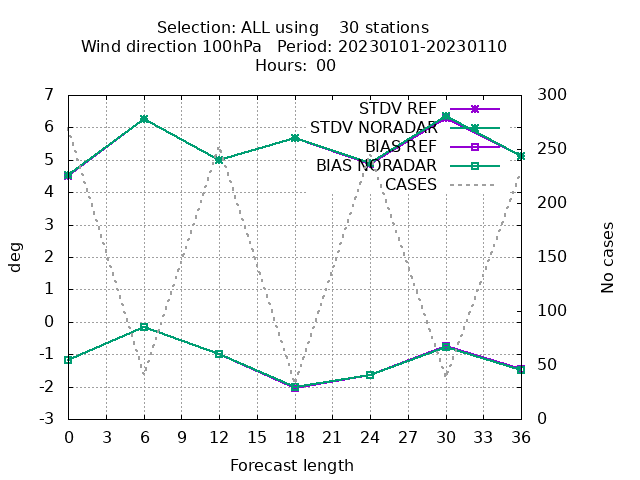 Selection: ALL using    30 stations
Wind direction 100hPa   Period: 20230101-20230110
Hours: 00
7
6
5
4
3
2
1
0
-1
-2
-3
deg
300
250
200
150
100
50
0
No cases
STDV REF
STDV NORADAR
BIAS REF
BIAS NORADAR
CASES
0 3 6 9 12 15 18 21 24 27 30 33 36
Forecast length